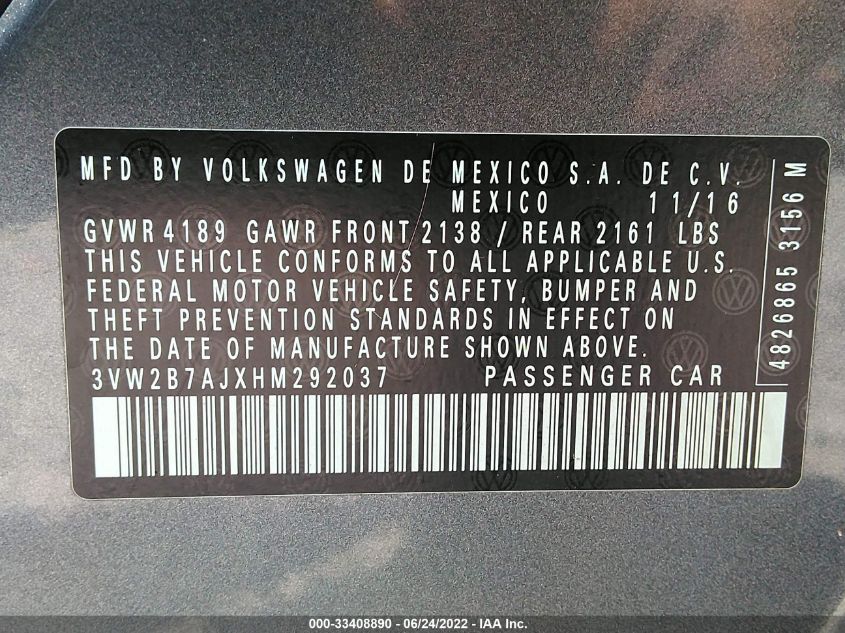 MFD BY VOLKSWAGEN DE MEXICO S.A. DE C.V.
MEXICO 11/16
GVWR 4189 GAWR FRONT 2138 / REAR 2161 LBS
THIS VEHICLE CONFORMS TO ALL APPLICABLE U.S.
FEDERAL MOTOR VEHICLE SAFETY, BUMPER AND
THEFT PREVENTION STANDARDS IN EFFECT ON
THE DATE OF MANUFACTURE SHOWN ABOVE.
3VW2B7AJXHM292037 PASSENGER CAR
4826865 3156 M
000-33408890 - 06/24/2022 - IAA Inc.